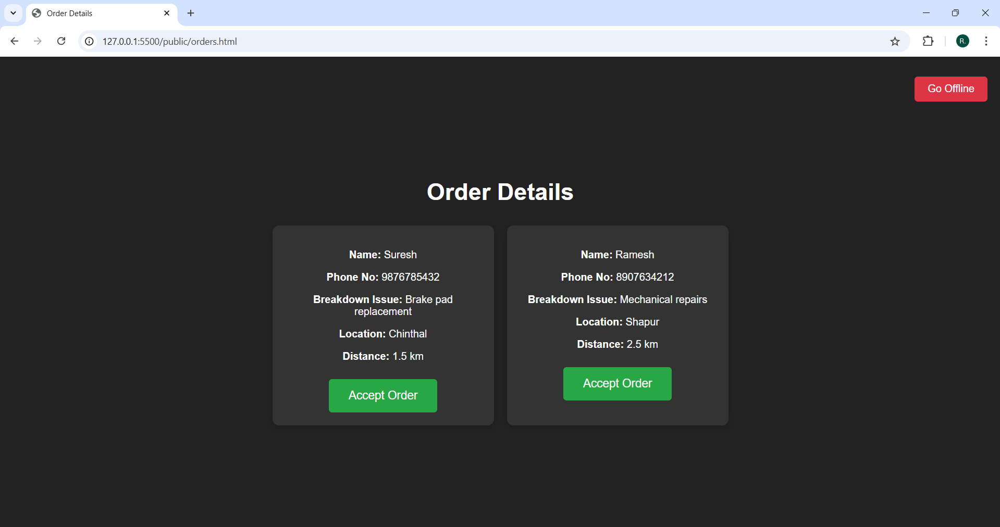 Order Details
127.0.0.1:5500/public/orders.html
R.
Go Offline
Order Details
Name: Suresh
Phone No: 9876785432
Breakdown Issue: Brake pad
replacement
Location: Chinthal
Distance: 1.5 km
Accept Order
Name: Ramesh
Phone No: 8907634212
Breakdown Issue: Mechanical repairs
Location: Shapur
Distance: 2.5 km
Accept Order